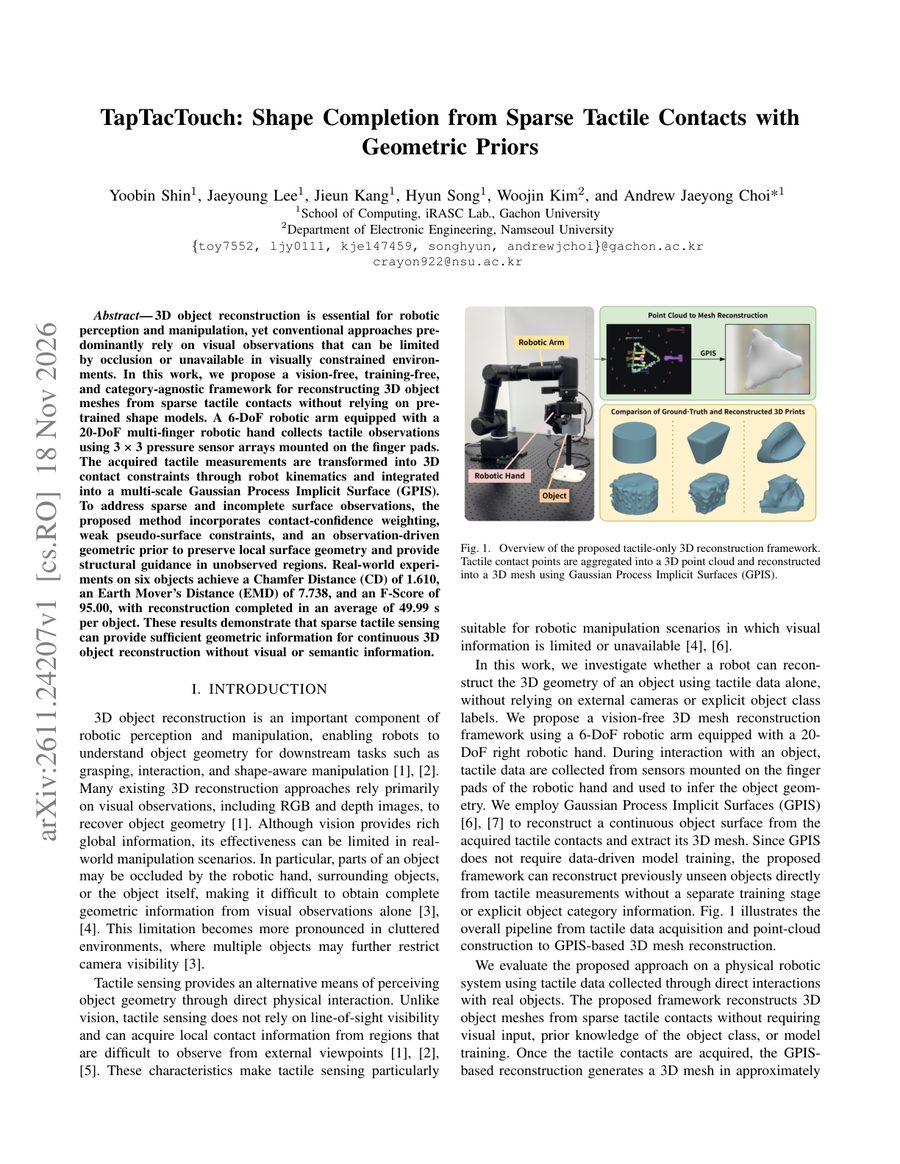 TapTacTouch: Shape Completion from Sparse Tactile Contacts with
Geometric Priors
Yoobin Shin1, Jaeyoung Lee1, Jieun Kang1, Hyun Song1, Woojin Kim2, and Andrew Jaeyong Choi*1
1School of Computing, iRASC Lab., Gachon University
2Department of Electronic Engineering, Namseoul University
{toy7552, ljy0111, kje147459, songhyun, andrewjchoi}@gachon.ac.kr
crayon922@nsu.ac.kr
arXiv:2611.24207v1 [cs.RO] 18 Nov 2026
Abstract— 3D object reconstruction is essential for robotic
perception and manipulation, yet conventional approaches pre-
dominantly rely on visual observations that can be limited
by occlusion or unavailable in visually constrained environ-
ments. In this work, we propose a vision-free, training-free,
and category-agnostic framework for reconstructing 3D object
meshes from sparse tactile contacts without relying on pre-
trained shape models. A 6-DoF robotic arm equipped with a
20-DoF multi-finger robotic hand collects tactile observations
using 3 × 3 pressure sensor arrays mounted on the finger pads.
The acquired tactile measurements are transformed into 3D
contact constraints through robot kinematics and integrated
into a multi-scale Gaussian Process Implicit Surface (GPIS).
To address sparse and incomplete surface observations, the
proposed method incorporates contact-confidence weighting,
weak pseudo-surface constraints, and an observation-driven
geometric prior to preserve local surface geometry and provide
structural guidance in unobserved regions. Real-world experi-
ments on six objects achieve a Chamfer Distance (CD) of 1.610,
an Earth Mover's Distance (EMD) of 7.738, and an F-Score of
95.00, with reconstruction completed in an average of 49.99 s
per object. These results demonstrate that sparse tactile sensing
can provide sufficient geometric information for continuous 3D
object reconstruction without visual or semantic information.
I. INTRODUCTION
3D object reconstruction is an important component of
robotic perception and manipulation, enabling robots to
understand object geometry for downstream tasks such as
grasping, interaction, and shape-aware manipulation [1], [2].
Many existing 3D reconstruction approaches rely primarily
on visual observations, including RGB and depth images, to
recover object geometry [1]. Although vision provides rich
global information, its effectiveness can be limited in real-
world manipulation scenarios. In particular, parts of an object
may be occluded by the robotic hand, surrounding objects,
or the object itself, making it difficult to obtain complete
geometric information from visual observations alone [3],
[4]. This limitation becomes more pronounced in cluttered
environments, where multiple objects may further restrict
camera visibility [3].
Tactile sensing provides an alternative means of perceiving
object geometry through direct physical interaction. Unlike
vision, tactile sensing does not rely on line-of-sight visibility
and can acquire local contact information from regions that
are difficult to observe from external viewpoints [1], [2],
[5]. These characteristics make tactile sensing particularly
Robotic Arm
Robotic Hand
Object
Point Cloud to Mesh Reconstruction
GPIS
Comparison of Ground-Truth and Reconstructed 3D Prints
Fig. 1. Overview of the proposed tactile-only 3D reconstruction framework.
Tactile contact points are aggregated into a 3D point cloud and reconstructed
into a 3D mesh using Gaussian Process Implicit Surfaces (GPIS).
suitable for robotic manipulation scenarios in which visual
information is limited or unavailable [4], [6].
In this work, we investigate whether a robot can recon-
struct the 3D geometry of an object using tactile data alone,
without relying on external cameras or explicit object class
labels. We propose a vision-free 3D mesh reconstruction
framework using a 6-DoF robotic arm equipped with a 20-
DoF right robotic hand. During interaction with an object,
tactile data are collected from sensors mounted on the finger
pads of the robotic hand and used to infer the object geom-
etry. We employ Gaussian Process Implicit Surfaces (GPIS)
[6], [7] to reconstruct a continuous object surface from the
acquired tactile contacts and extract its 3D mesh. Since GPIS
does not require data-driven model training, the proposed
framework can reconstruct previously unseen objects directly
from tactile measurements without a separate training stage
or explicit object category information. Fig. 1 illustrates the
overall pipeline from tactile data acquisition and point-cloud
construction to GPIS-based 3D mesh reconstruction.
We evaluate the proposed approach on a physical robotic
system using tactile data collected through direct interactions
with real objects. The proposed framework reconstructs 3D
object meshes from sparse tactile contacts without requiring
visual input, prior knowledge of the object class, or model
training. Once the tactile contacts are acquired, the GPIS-
based reconstruction generates a 3D mesh in approximately